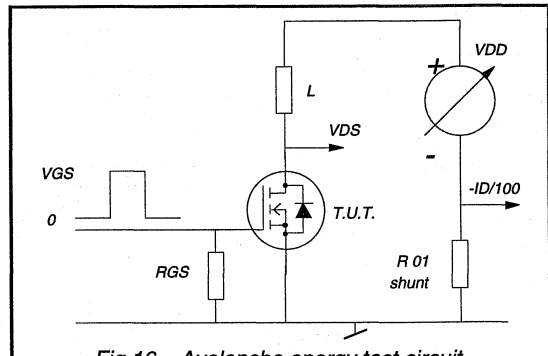 +
VDD
L
VDS
-
VGS
-ID/100
0
T.U.T.
RGS
R 01
shunt
Fig.16. Avalanche energy test circuit